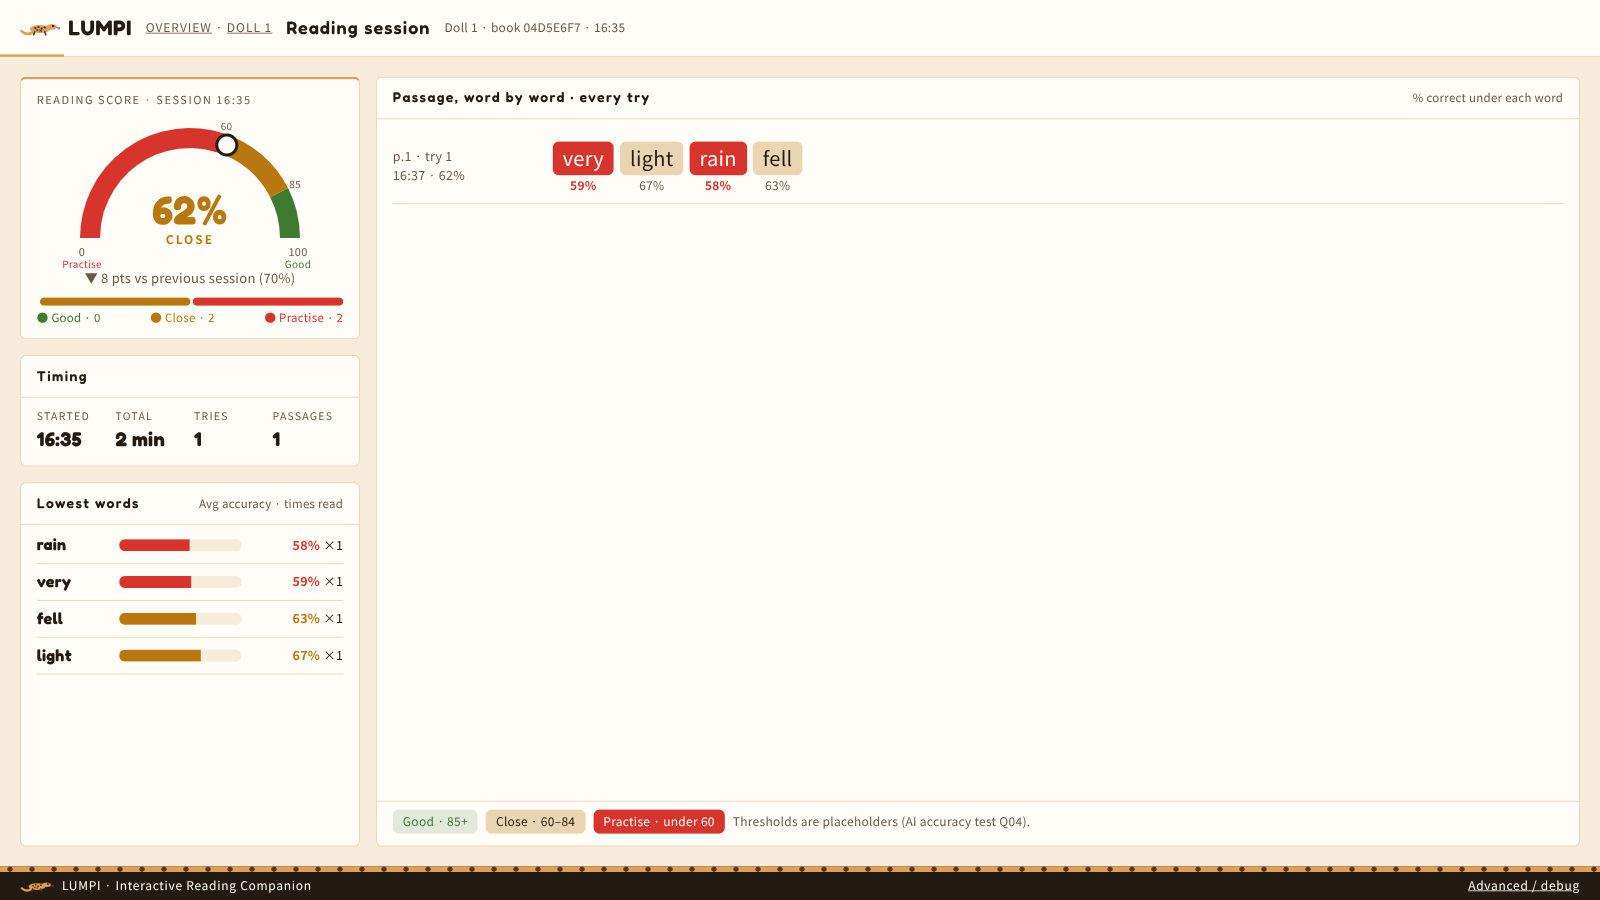 LUMPI OVERVIEW · DOLL 1 Reading session Doll 1 · book 04D5E6F7 · 16:35
READING SCORE · SESSION 16:35
60
85
62%
CLOSE
0
Practise
100
Good
▼ 8 pts vs previous session (70%)
Good · 0 Close · 2 Practise · 2
Timing
STARTED TOTAL TRIES PASSAGES
16:35 2 min 1 1
Lowest words Avg accuracy · times read
rain 58% ×1
very 59% ×1
fell 63% ×1
light 67% ×1
Passage, word by word · every try % correct under each word
p.1 · try 1
16:37 · 62%
very light rain fell
59% 67% 58% 63%
Good · 85+ Close · 60–84 Practise · under 60 Thresholds are placeholders (AI accuracy test Q04).
LUMPI · Interactive Reading Companion Advanced / debug